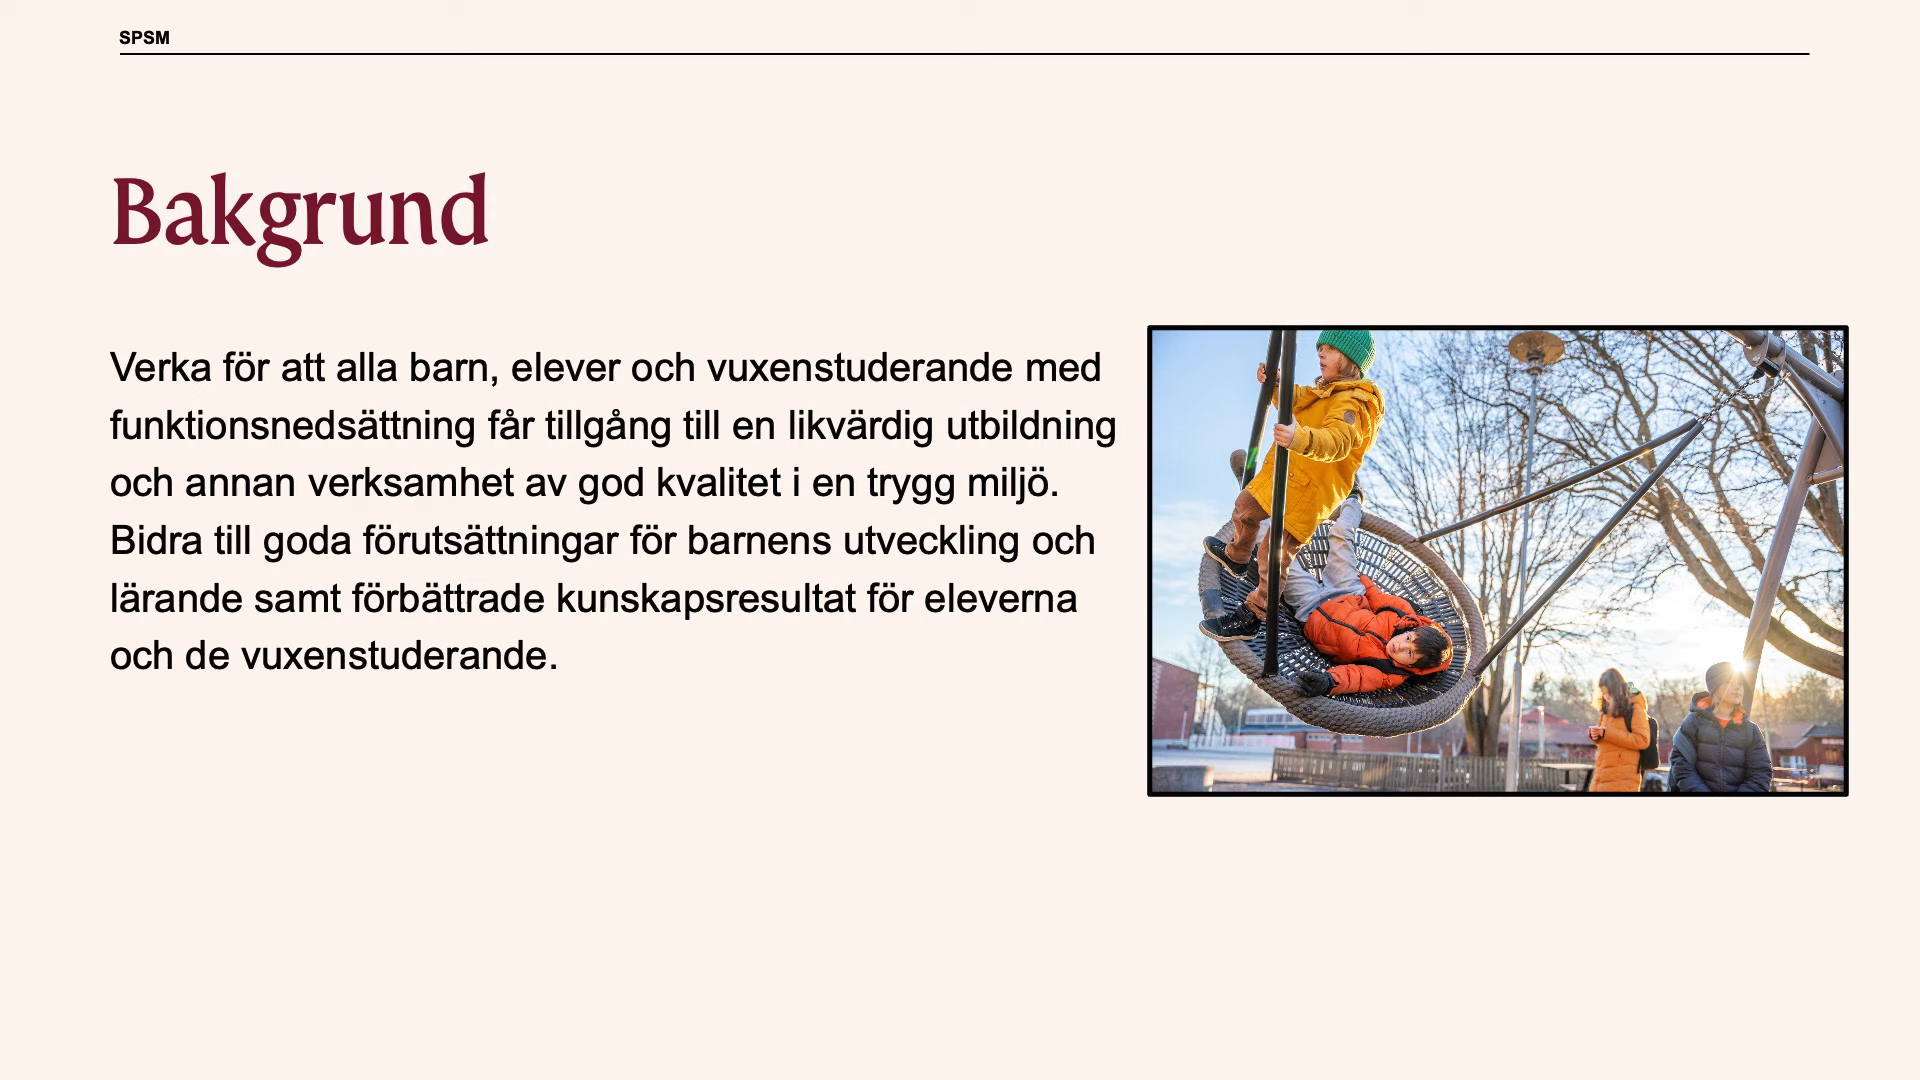 SPSM
Bakgrund
Verka för att alla barn, elever och vuxenstuderande med
funktionsnedsättning får tillgång till en likvärdig utbildning
och annan verksamhet av god kvalitet i en trygg miljö.
Bidra till goda förutsättningar för barnens utveckling och
lärande samt förbättrade kunskapsresultat för eleverna
och de vuxenstuderande.